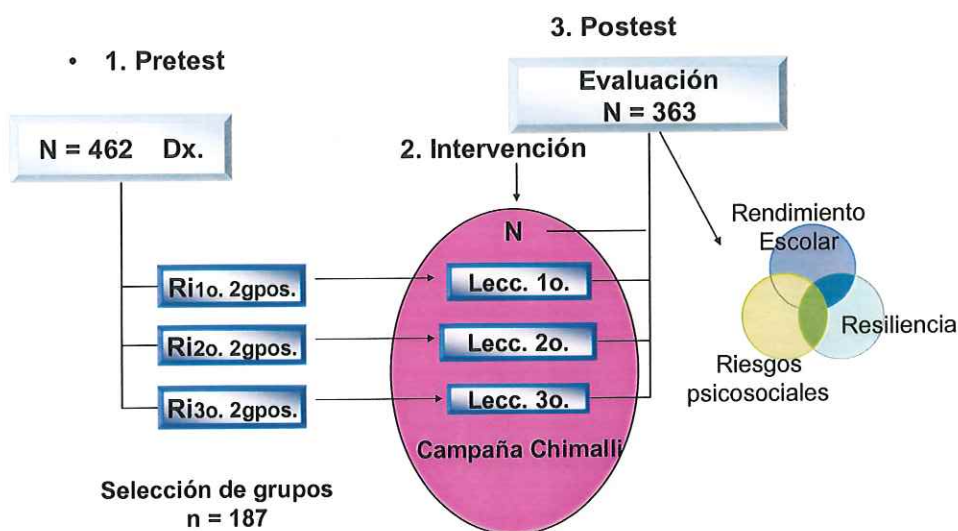 • 1. Pretest
N = 462 Dx.
Ri1o. 2gpos.
Ri2o. 2gpos.
Ri3o. 2gpos.
Selección de grupos
n = 187
2. Intervención
N
Lecc. 1o.
Lecc. 2o.
Lecc. 3o.
Campaña Chimalli
3. Postest
Evaluación
N = 363
Rendimiento
Escolar
Resiliencia
Riesgos
psicosociales